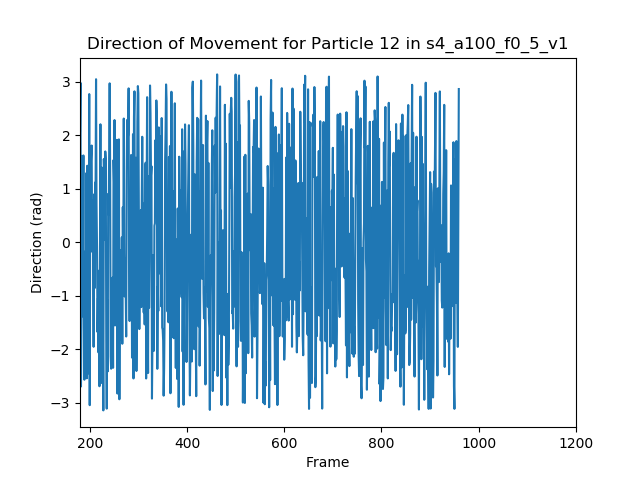 Direction of Movement for Particle 12 in s4_a100_f0_5_v1
3
2
1
0
−1
−2
−3
Direction (rad)
200 400 600 800 1000 1200
Frame